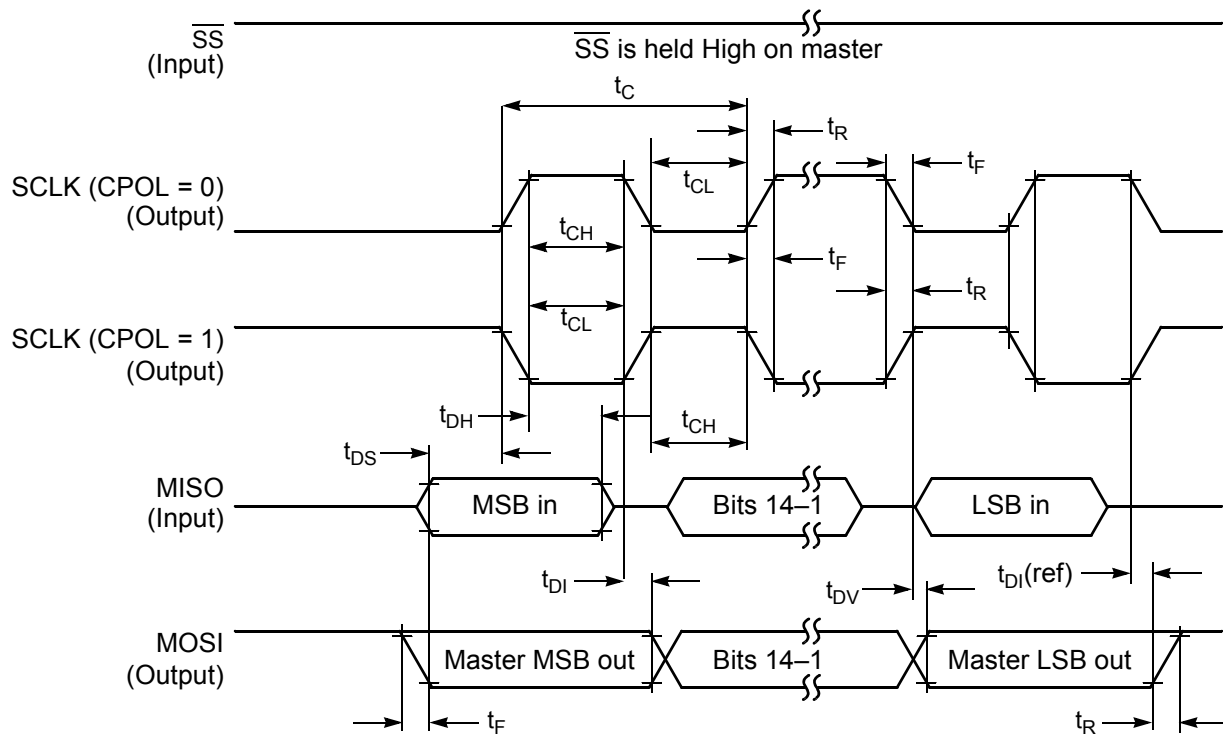 SS
(Input)
SS is held High on master
tC
tR
tF
SCLK (CPOL = 0)
(Output)
tCL
tCH
tF
tR
tCL
SCLK (CPOL = 1)
(Output)
tDH
tCH
tDS
MISO
(Input)
MSB in
Bits 14–1
LSB in
tDI
tDV
tDI(ref)
MOSI
(Output)
Master MSB out
Bits 14–1
Master LSB out
tF
tR